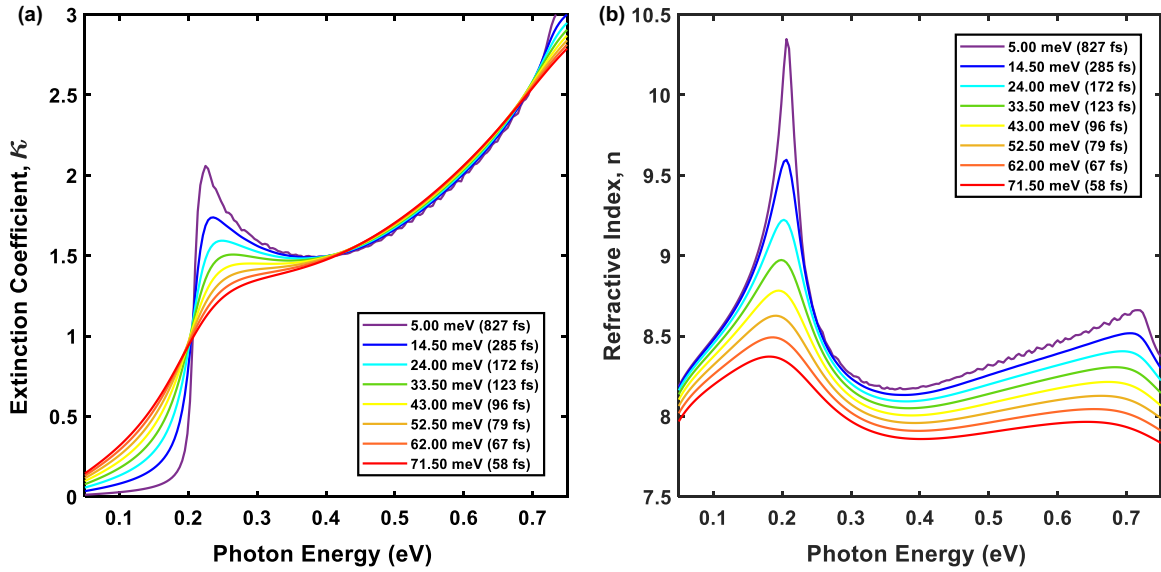 (a)
Extinction Coefficient, κ
3
2.5
2
1.5
1
0.5
0
0.1 0.2 0.3 0.4 0.5 0.6 0.7
Photon Energy (eV)
5.00 meV (827 fs)
14.50 meV (285 fs)
24.00 meV (172 fs)
33.50 meV (123 fs)
43.00 meV (96 fs)
52.50 meV (79 fs)
62.00 meV (67 fs)
71.50 meV (58 fs)
(b)
Refractive Index, n
10.5
10
9.5
9
8.5
8
7.5
0.1 0.2 0.3 0.4 0.5 0.6 0.7
Photon Energy (eV)
5.00 meV (827 fs)
14.50 meV (285 fs)
24.00 meV (172 fs)
33.50 meV (123 fs)
43.00 meV (96 fs)
52.50 meV (79 fs)
62.00 meV (67 fs)
71.50 meV (58 fs)